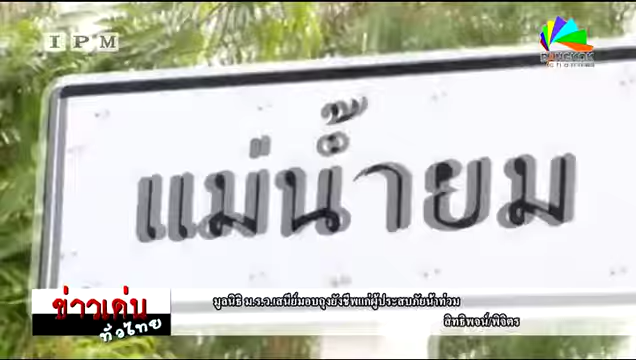 IPM
BANGKOK
แม่น้ำยม
ข่าวเด่น
ทั่วไทย
มูลนิธิ ม.ร.ว.เสนีย์มอบถุงยังชีพแก่ผู้ประสบภัยน้ำท่วม
สิทธิพจน์/พิจิตร